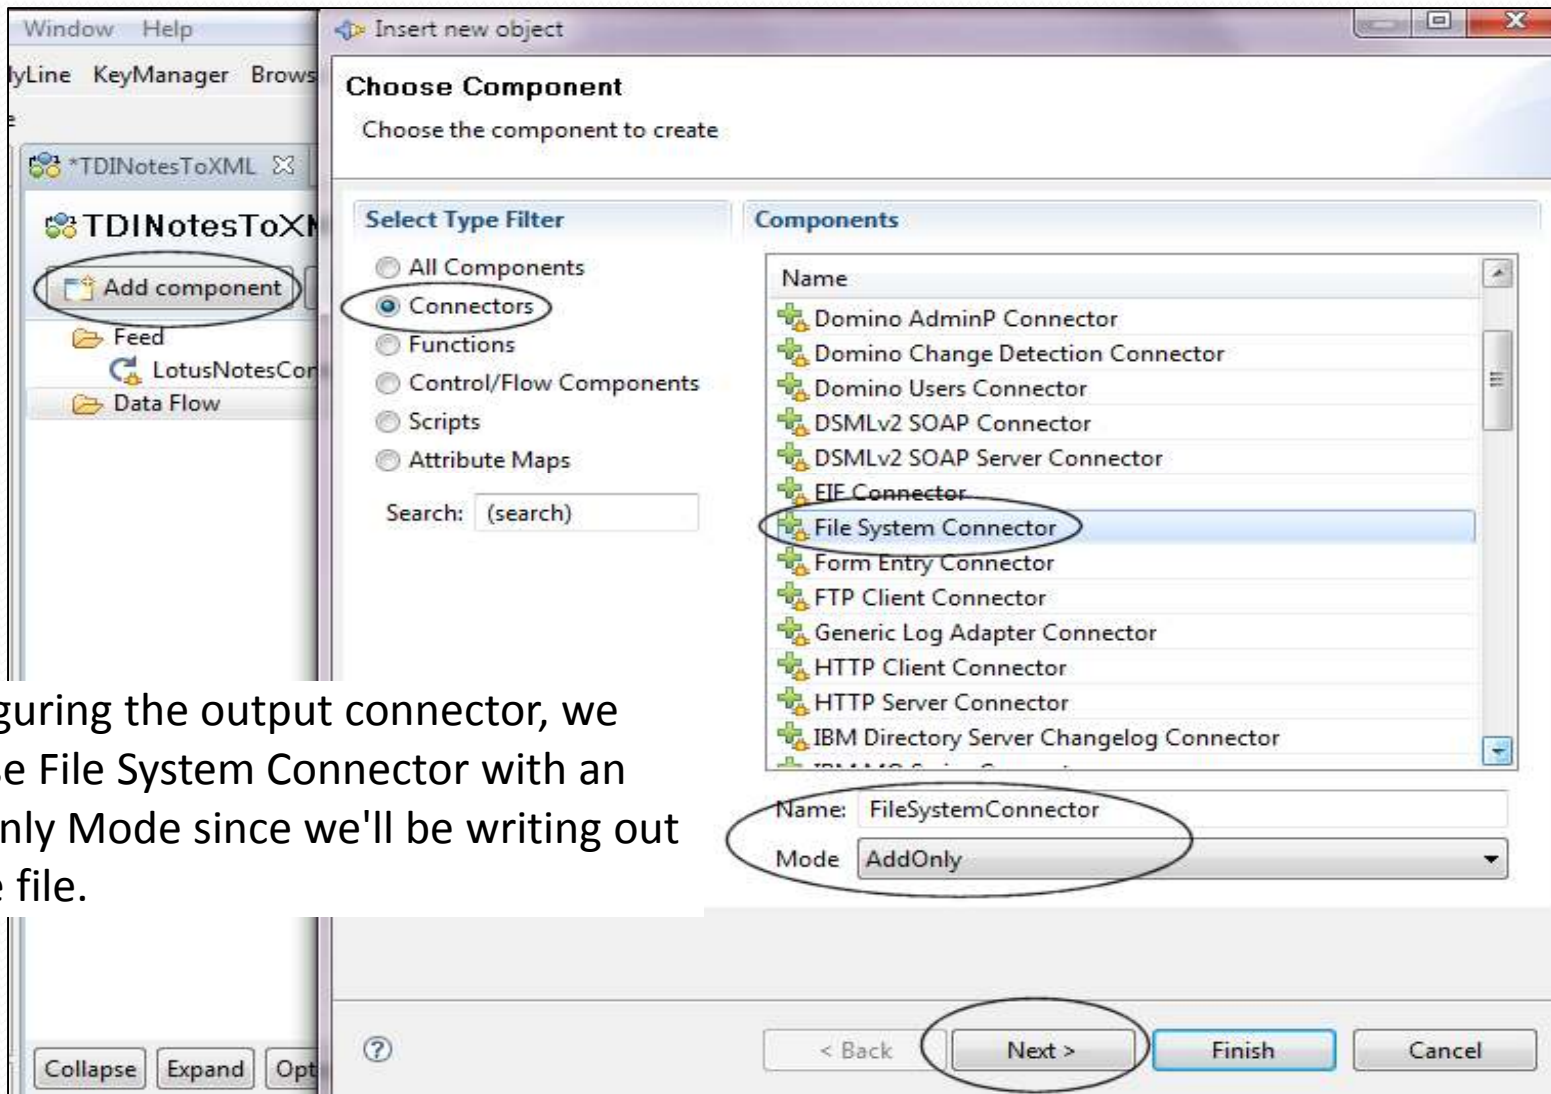 Window Help
lyLine KeyManager Brows
*TDINotesToXML
TDINotesToXM
Add component
Feed
LotusNotesCon
Data Flow
Collapse Expand Opt
Insert new object
Choose Component
Choose the component to create
Select Type Filter
All Components
Connectors
Functions
Control/Flow Components
Scripts
Attribute Maps
Search: (search)
Components
Name
Domino AdminP Connector
Domino Change Detection Connector
Domino Users Connector
DSMLv2 SOAP Connector
DSMLv2 SOAP Server Connector
EIF Connector
File System Connector
Form Entry Connector
FTP Client Connector
Generic Log Adapter Connector
HTTP Client Connector
HTTP Server Connector
IBM Directory Server Changelog Connector
Name: FileSystemConnector
Mode AddOnly
guring the output connector, we
e File System Connector with an
nly Mode since we'll be writing out
e file.
< Back Next > Finish Cancel